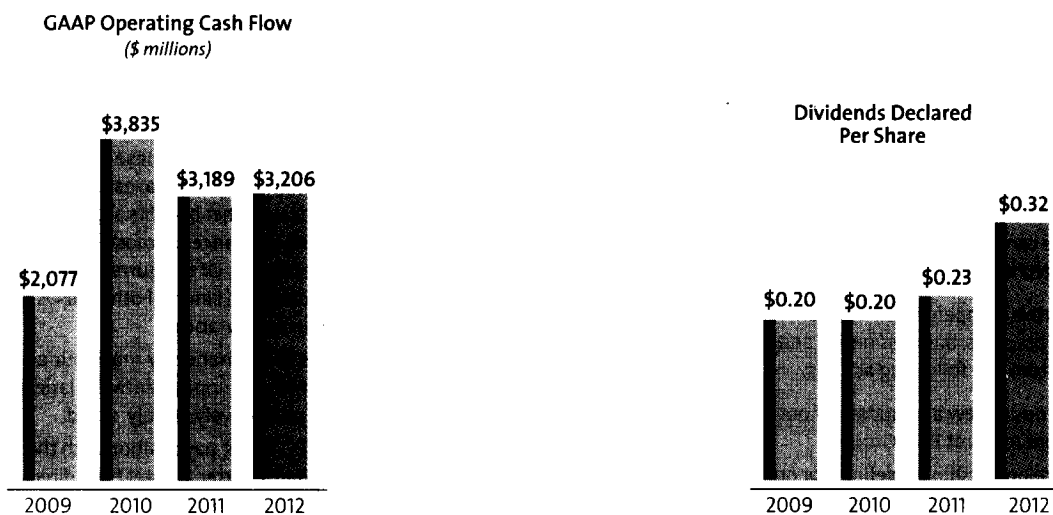 GAAP Operating Cash Flow
($ millions)
$3,835
$3,189 $3,206
$2,077
2009 2010 2011 2012
Dividends Declared
Per Share
$0.32
$0.23
$0.20 $0.20
2009 2010 2011 2012